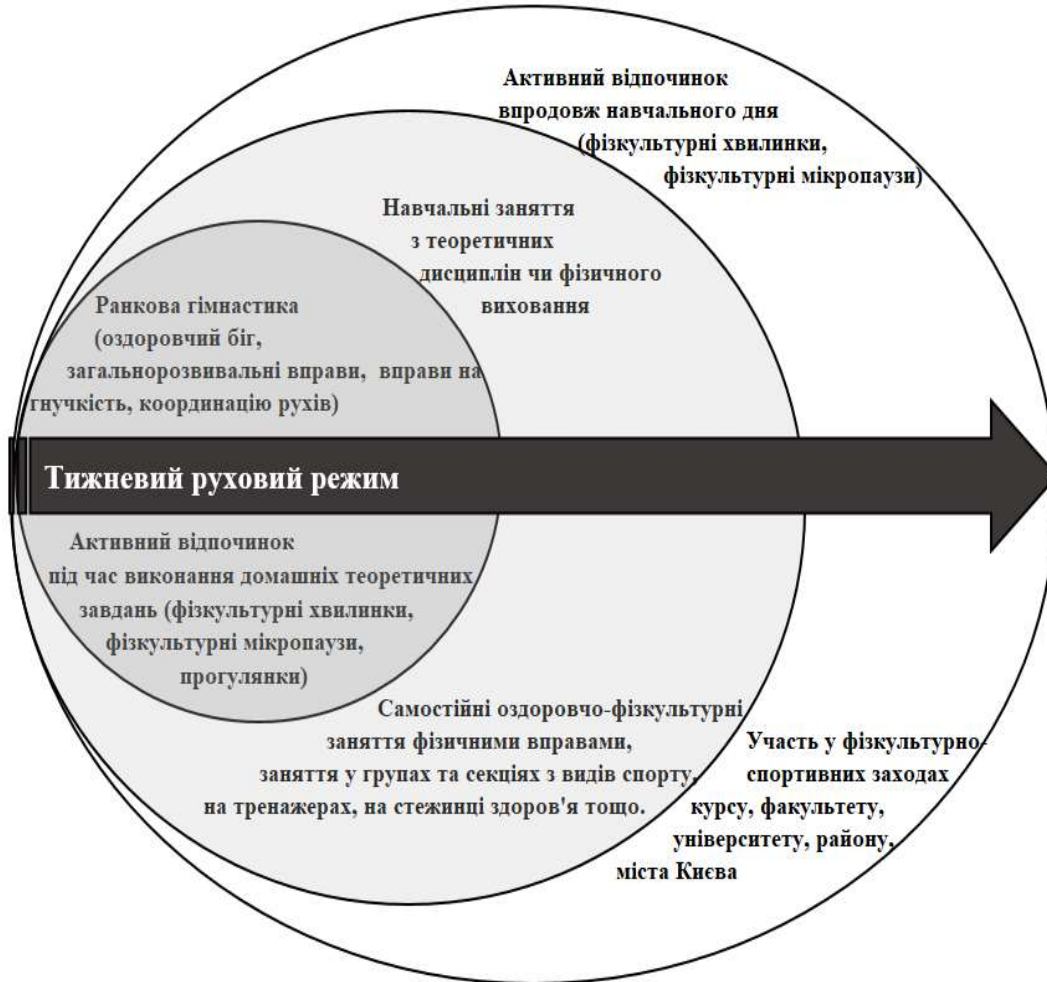 Активний відпочинок
впродовж навчального дня
(фізкультурні хвилинки,
фізкультурні мікропаузи)
Навчальні заняття
з теоретичних
дисциплін чи фізичного
виховання
Ранкова гімнастика
(оздоровчий біг,
загальнорозвивальні вправи, вправи на
гнучкість, координацію рухів)
Тижневий руховий режим
Активний відпочинок
під час виконання домашніх теоретичних
завдань (фізкультурні хвилинки,
фізкультурні мікропаузи,
прогулянки)
Самостійні оздоровчо-фізкультурні
заняття фізичними вправами,
заняття у групах та секціях з видів спорту,
на тренажерах, на стежинці здоров'я тощо.
Участь у фізкультурно-
спортивних заходах
курсу, факультету,
університету, району,
міста Києва